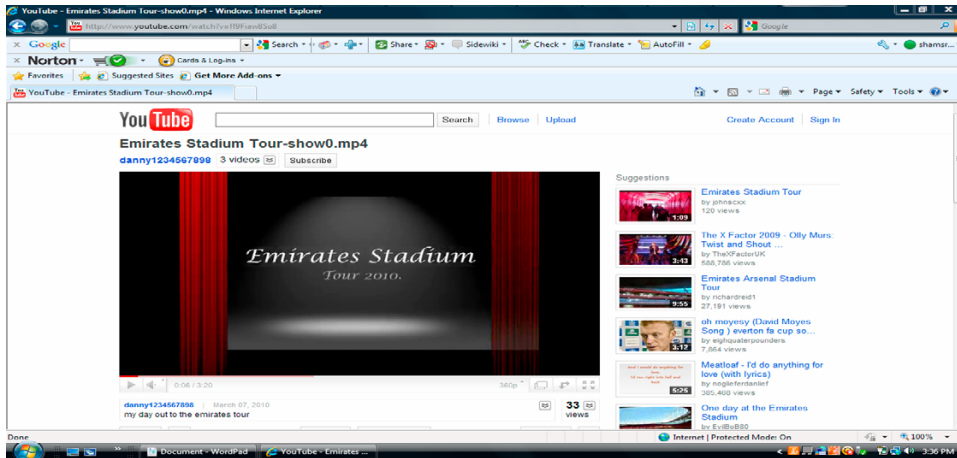 YouTube - Emirates Stadium Tour-show0.mp4 - Windows Internet Explorer
Google
× Google Search Share Sidewiki Check Translate AutoFill shamsr...
× Norton Cards & Log-ins
Favorites Suggested Sites Get More Add-ons
YouTube - Emirates Stadium Tour-show0.mp4 Page Safety Tools
YouTube Search Browse Upload Create Account Sign In
Emirates Stadium Tour-show0.mp4
danny1234567898 3 videos Subscribe
Emirates Stadium
Tour 2010.
0:06 / 3:20 360p
danny1234567898 March 07, 2010
my day out to the emirates tour
33
views
Suggestions
1:09
Emirates Stadium Tour
by johnscxx
120 views
3:43
The X Factor 2009 - Olly Murs:
Twist and Shout ...
by TheXFactorUK
588,786 views
9:55
Emirates Arsenal Stadium
Tour
by richardreid1
27,191 views
3:12
oh moyesy (David Moyes
Song ) everton fa cup so...
by eighquaterpounders
7,864 views
5:25
Meatloaf - I'd do anything for
love (with lyrics)
by noglieferdanlief
385,468 views
One day at the Emirates
Stadium
by EvilBoB80
Done Internet | Protected Mode: On 100%
Document - WordPad YouTube - Emirates ... 3:36 PM